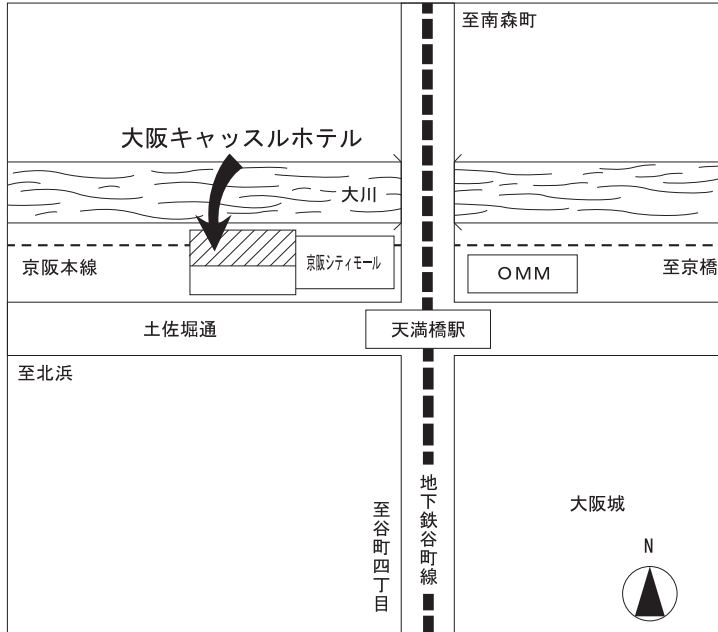 至南森町
大阪キャッスルホテル
大川
京阪本線
京阪シティモール
OMM
至京橋
土佐堀通
天満橋駅
至北浜
地下鉄谷町線
至谷町四丁目
大阪城
N